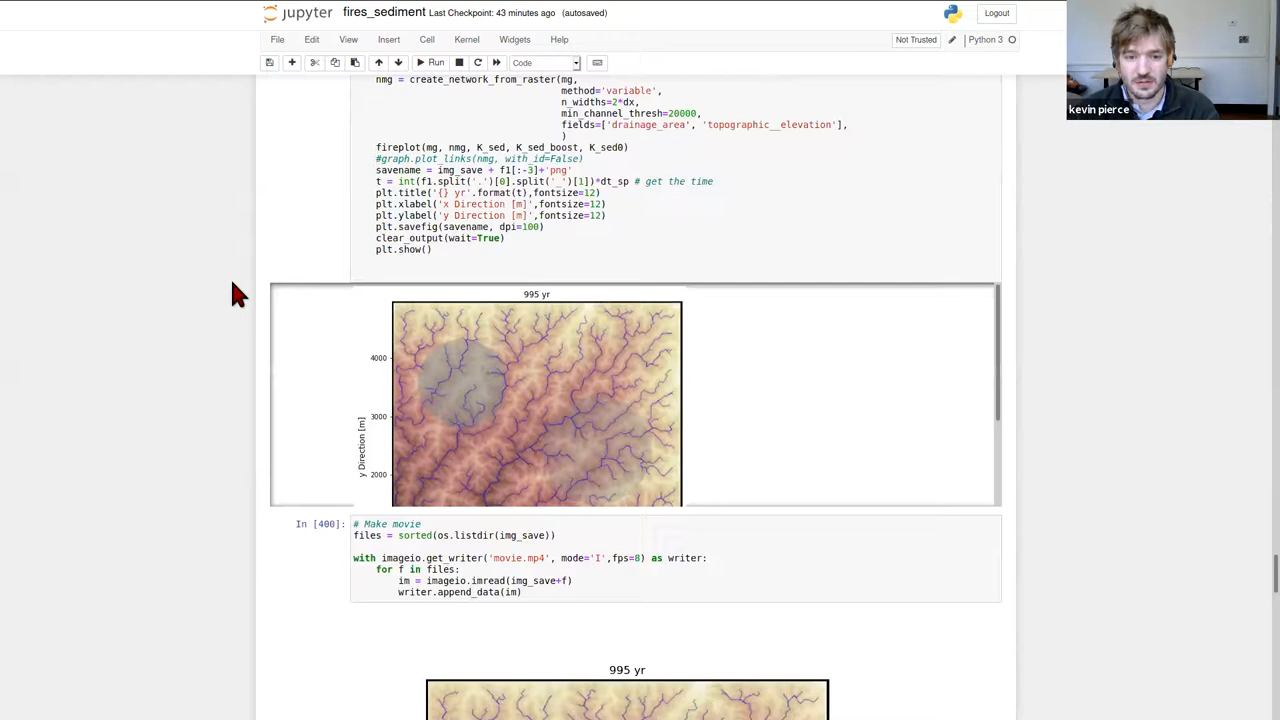 jupyter fires_sediment Last Checkpoint: 43 minutes ago (autosaved)
Logout
File Edit View Insert Cell Kernel Widgets Help
Not Trusted
Python 3
Run
Code
nmg = create_network_from_raster(mg,
method='variable',
n_widths=2*dx,
min_channel_thresh=20000,
fields=['drainage_area', 'topographic__elevation'],
)
fireplot(mg, nmg, K_sed, K_sed_boost, K_sed0)
#graph.plot_links(nmg, with_id=False)
savename = img_save + f1[:-3]+'png'
t = int(f1.split('.')[0].split('_')[1])*dt_sp # get the time
plt.title('{} yr'.format(t),fontsize=12)
plt.xlabel('x Direction [m]',fontsize=12)
plt.ylabel('y Direction [m]',fontsize=12)
plt.savefig(savename, dpi=100)
clear_output(wait=True)
plt.show()
995 yr
4000
3000
2000
y Direction [m]
In [400]:
# Make movie
files = sorted(os.listdir(img_save))
with imageio.get_writer('movie.mp4', mode='I',fps=8) as writer:
for f in files:
im = imageio.imread(img_save+f)
writer.append_data(im)
995 yr
kevin pierce